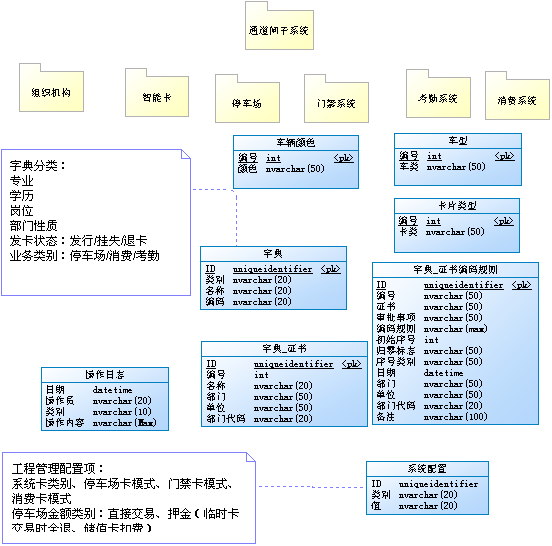 通道闸子系统
组织机构
智能卡
停车场
门禁系统
考勤系统
消费系统
车辆颜色
编号 int <pk>
颜色 nvarchar(50)
车型
编号 int <pk>
车类 nvarchar(50)
字典分类：
专业
学历
岗位
部门性质
发卡状态：发行/挂失/退卡
业务类别：停车场/消费/考勤
卡片类型
编号 int <pk>
卡类 nvarchar(50)
字典
ID uniqueidentifier <pk>
类别 nvarchar(20)
名称 nvarchar(20)
编码 nvarchar(20)
字典_证书编码规则
ID uniqueidentifier <pk>
编号 nvarchar(50)
证书 nvarchar(50)
审批事项 nvarchar(50)
编码规则 nvarchar(max)
初始序号 int
归零标志 nvarchar(50)
序号类别 nvarchar(50)
日期 datetime
部门 nvarchar(50)
单位 nvarchar(50)
部门代码 nvarchar(20)
备注 nvarchar(100)
字典_证书
ID uniqueidentifier <pk>
编号 int
名称 nvarchar(20)
部门 nvarchar(50)
单位 nvarchar(50)
部门代码 nvarchar(20)
操作日志
日期 datetime
操作员 nvarchar(20)
类别 nvarchar(10)
操作内容 nvarchar(Max)
工程管理配置项：
系统卡类别、停车场卡模式、门禁卡模式、
消费卡模式
停车场金额类别：直接交易、押金（临时卡
交易时全退、储值卡扣费）
系统配置
ID uniqueidentifier
类别 nvarchar(20)
值 nvarchar(20)